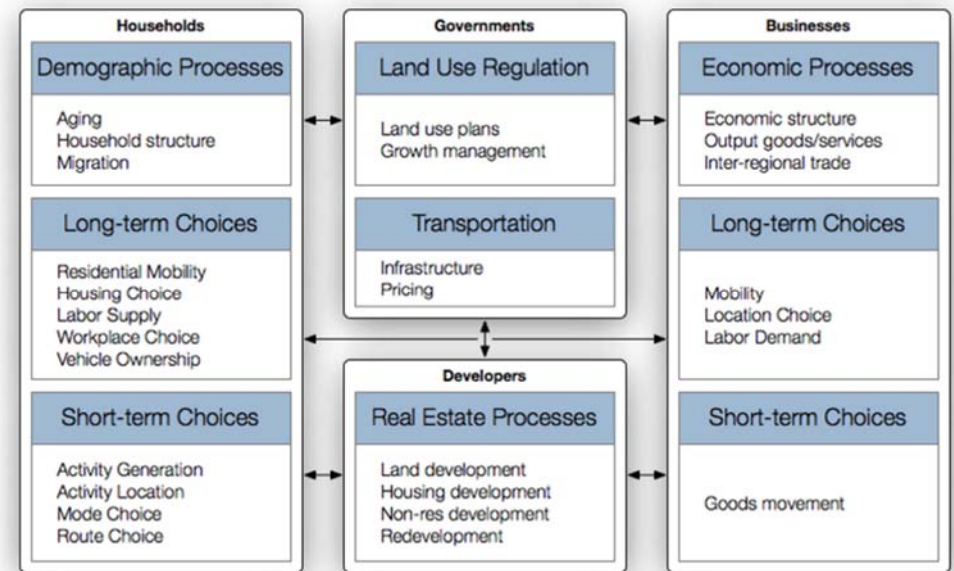 Households
Demographic Processes
Aging
Household structure
Migration
Long-term Choices
Residential Mobility
Housing Choice
Labor Supply
Workplace Choice
Vehicle Ownership
Short-term Choices
Activity Generation
Activity Location
Mode Choice
Route Choice
Governments
Land Use Regulation
Land use plans
Growth management
Transportation
Infrastructure
Pricing
Developers
Real Estate Processes
Land development
Housing development
Non-res development
Redevelopment
Businesses
Economic Processes
Economic structure
Output goods/services
Inter-regional trade
Long-term Choices
Mobility
Location Choice
Labor Demand
Short-term Choices
Goods movement